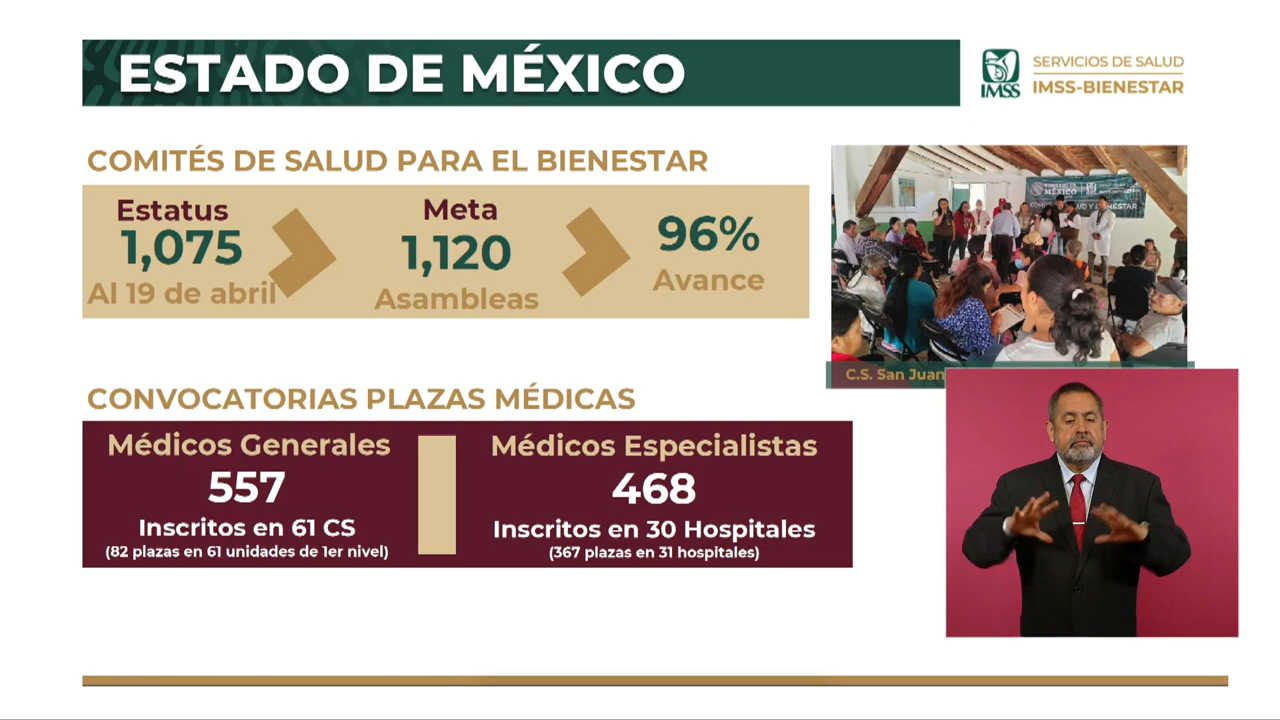 ESTADO DE MÉXICO
IMSS
SERVICIOS DE SALUD
IMSS-BIENESTAR
COMITÉS DE SALUD PARA EL BIENESTAR
Estatus
1,075
Al 19 de abril
Meta
1,120
Asambleas
96%
Avance
GOBIERNO DE
MÉXICO
C.S. San Juan
CONVOCATORIAS PLAZAS MÉDICAS
Médicos Generales
557
Inscritos en 61 CS
(82 plazas en 61 unidades de 1er nivel)
Médicos Especialistas
468
Inscritos en 30 Hospitales
(367 plazas en 31 hospitales)